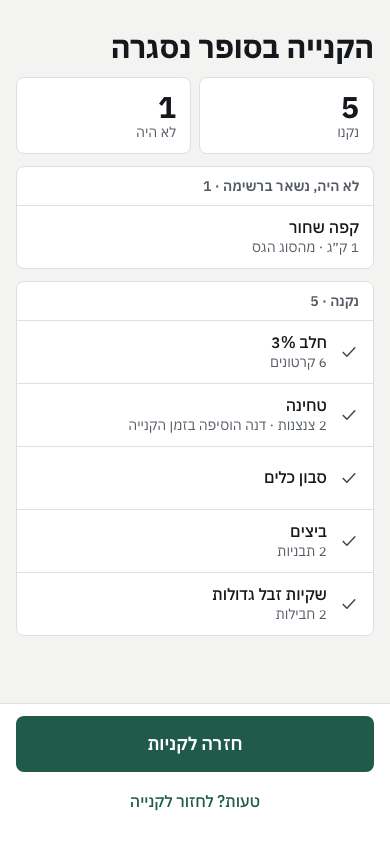 הקנייה בסופר נסגרה
5
נקנו
1
לא היה
לא היה, נשאר ברשימה · 1
קפה שחור
1 ק״ג · מהסוג הגס
נקנה · 5
חלב 3%
6 קרטונים
טחינה
2 צנצנות · דנה הוסיפה בזמן הקנייה
סבון כלים
ביצים
2 תבניות
שקיות זבל גדולות
2 חבילות
חזרה לקניות
טעות? לחזור לקנייה